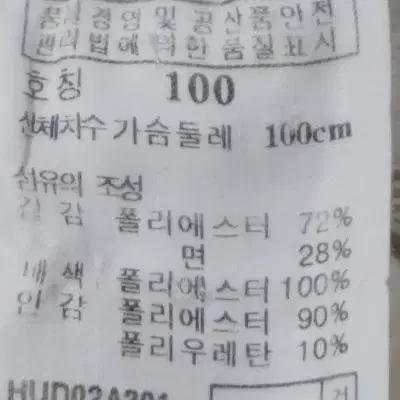 품질경영및공산품안전
관리법에의한품질표시
호칭 100
신체치수 가슴둘레 100cm
섬유의 조성
겉감 폴리에스터 72%
면 28%
배색 폴리에스터 100%
안감 폴리에스터 90%
폴리우레탄 10%